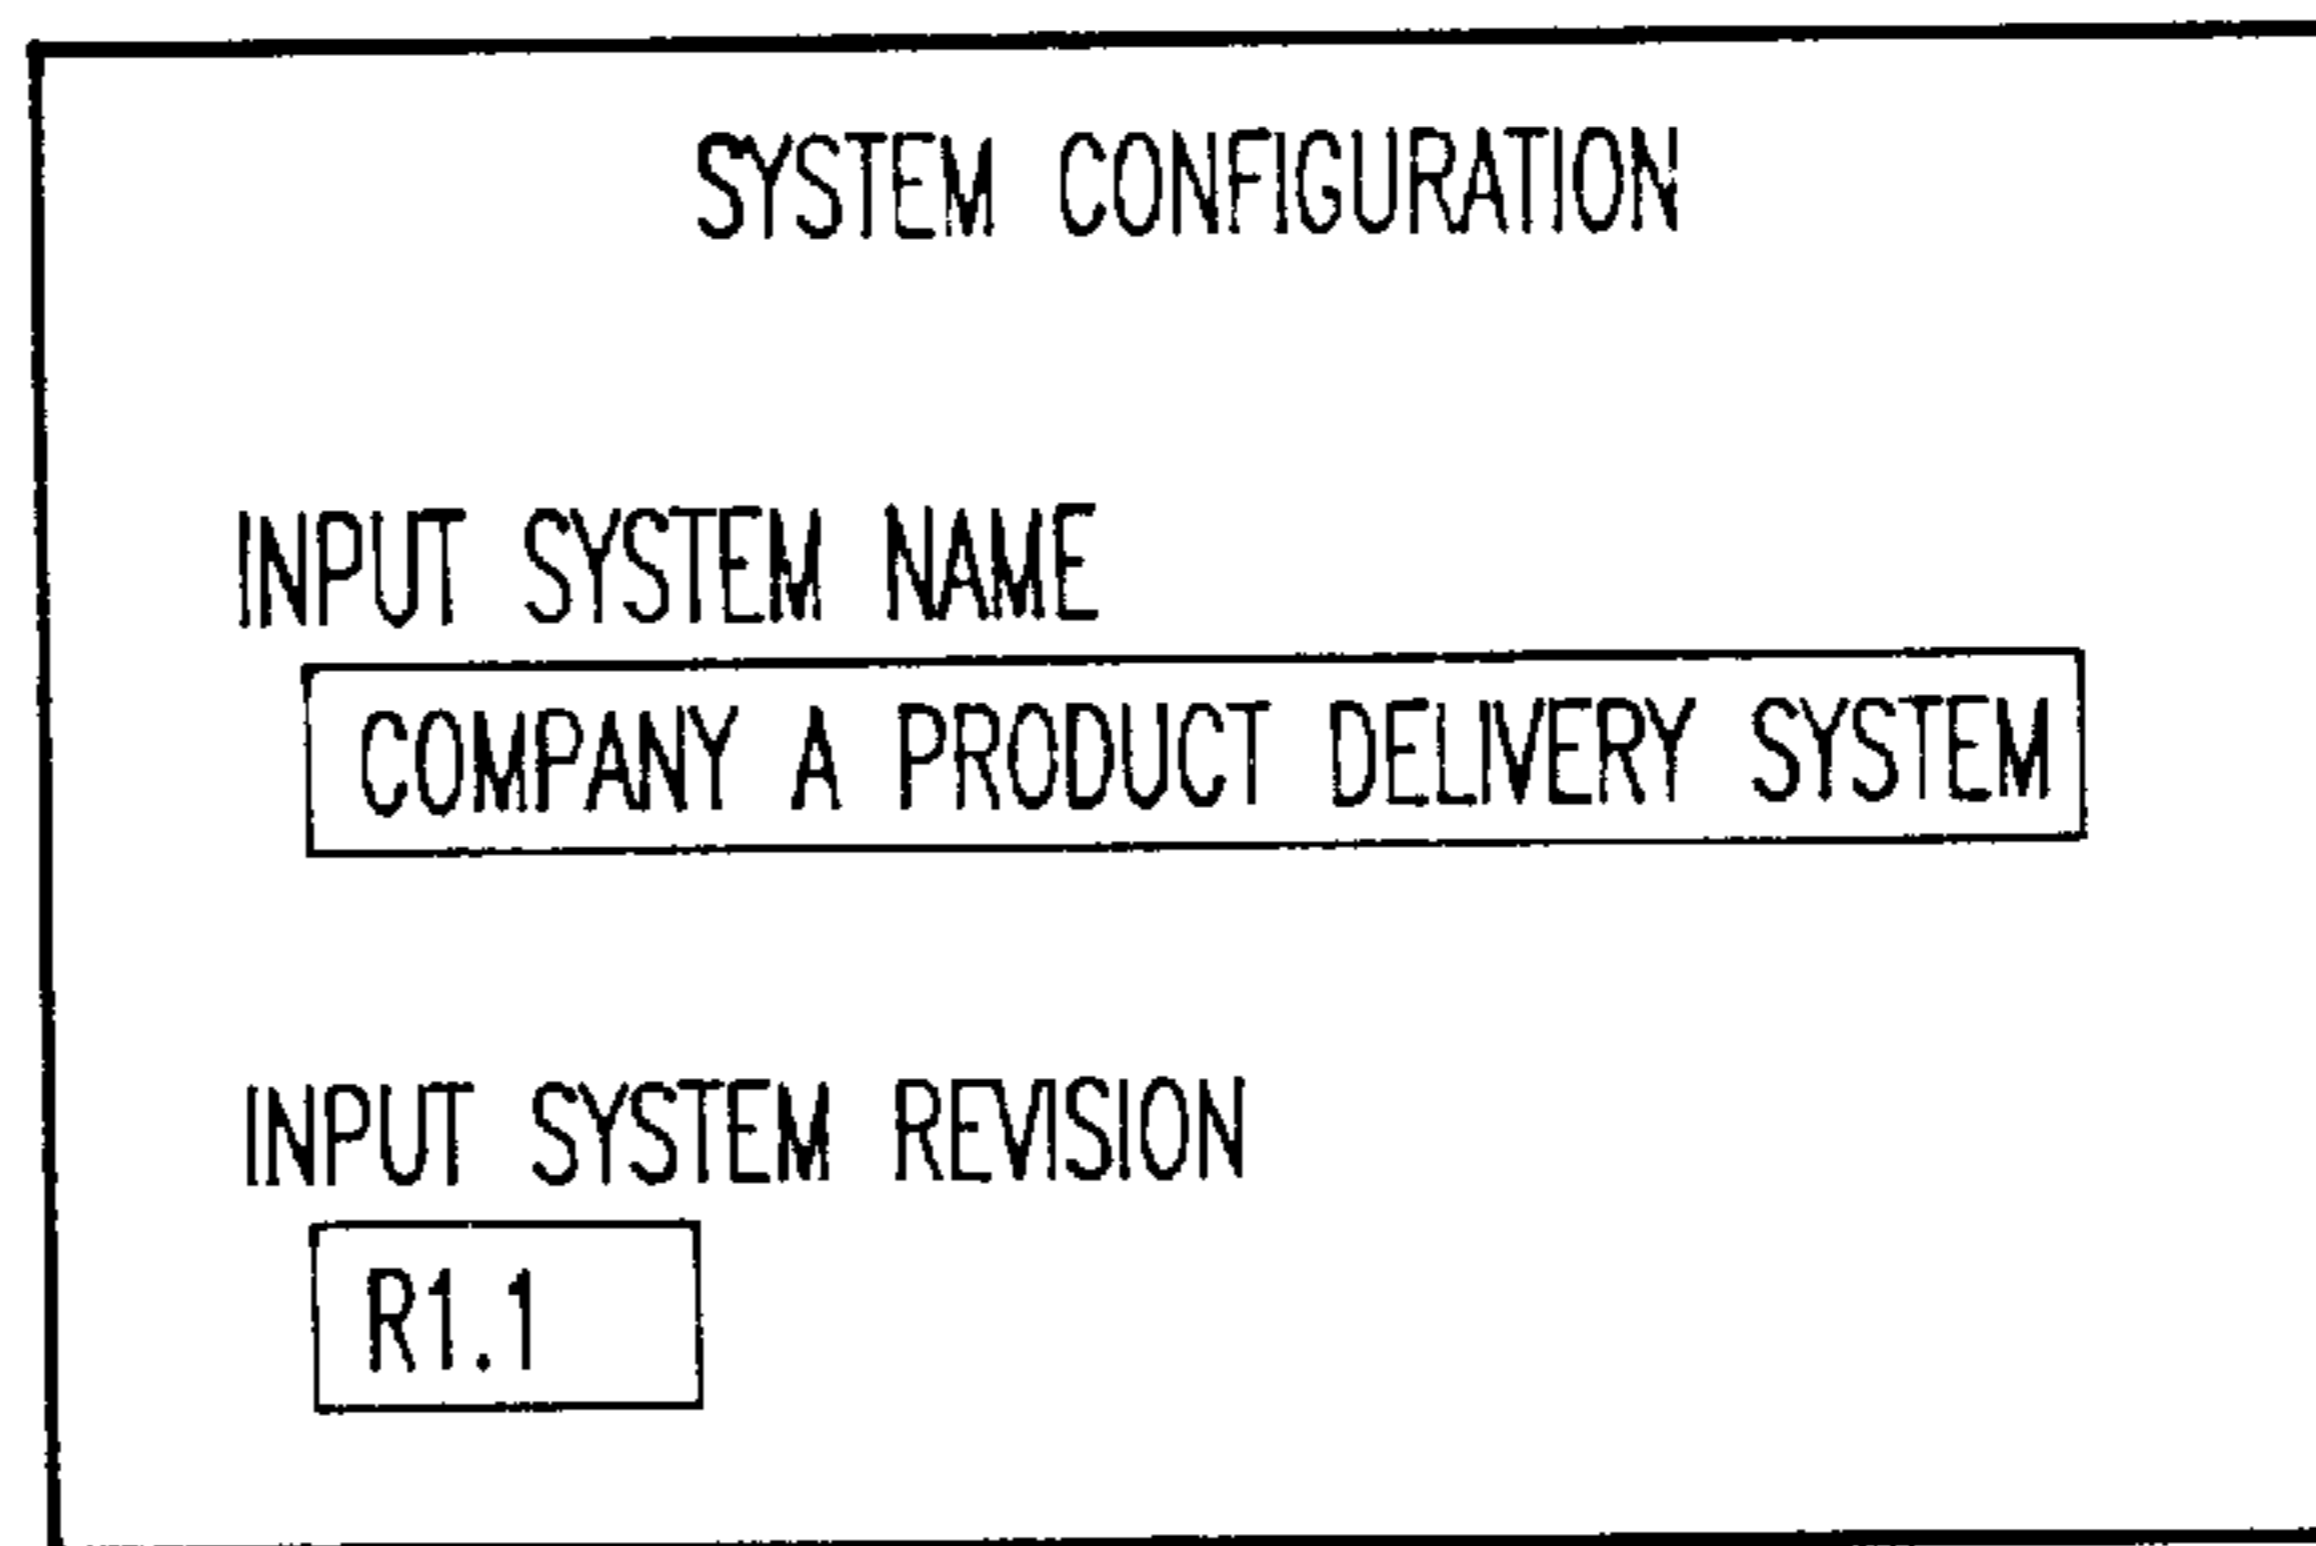 SYSTEM CONFIGURATION
INPUT SYSTEM NAME
COMPANY A PRODUCT DELIVERY SYSTEM
INPUT SYSTEM REVISION
R1.1